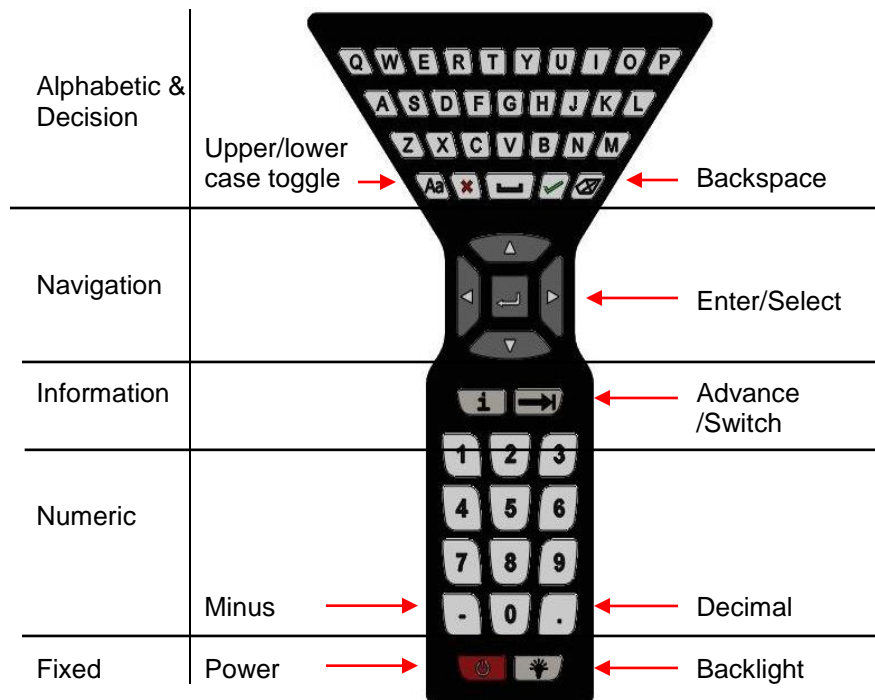 Q W E R T Y U I O P
Alphabetic &
Decision
A S D F G H J K L
Z X C V B N M
Upper/lower
case toggle
Aa
Backspace
Navigation
Enter/Select
Information
i
Advance
/Switch
1 2 3
Numeric
4 5 6
7 8 9
Minus
- 0 .
Decimal
Fixed
Power
Backlight